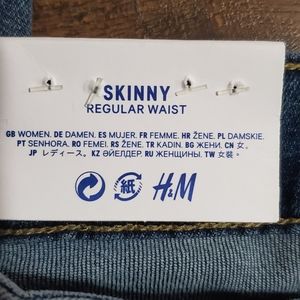 SKINNY
REGULAR WAIST
GB WOMEN. DE DAMEN. ES MUJER. FR FEMME. HR ŽENE. PL DAMSKIE.
PT SENHORA. RO FEMEI. RS ŽENE. TR KADIN. BG ЖЕНИ. CN 女。
JP レディース。 KZ ӘЙЕЛДЕР. RU ЖЕНЩИНЫ. TW 女裝。
紙 H&M